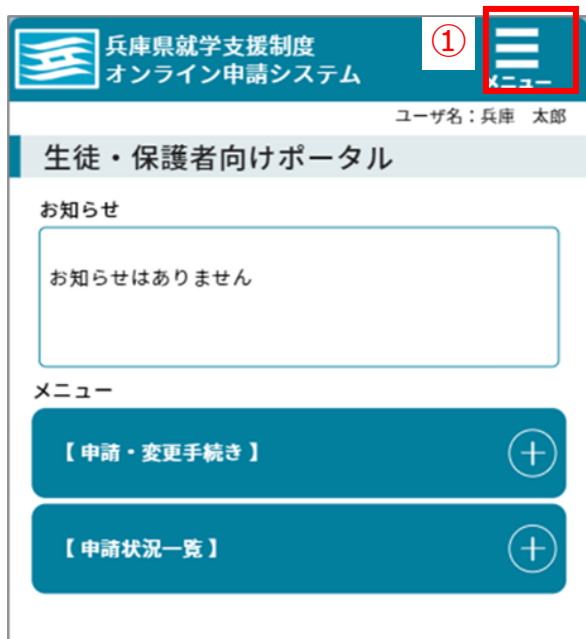 兵庫県就学支援制度
オンライン申請システム
①
メニュー
ユーザ名：兵庫　太郎
生徒・保護者向けポータル
お知らせ
お知らせはありません
メニュー
【 申請・変更手続き 】
【 申請状況一覧 】